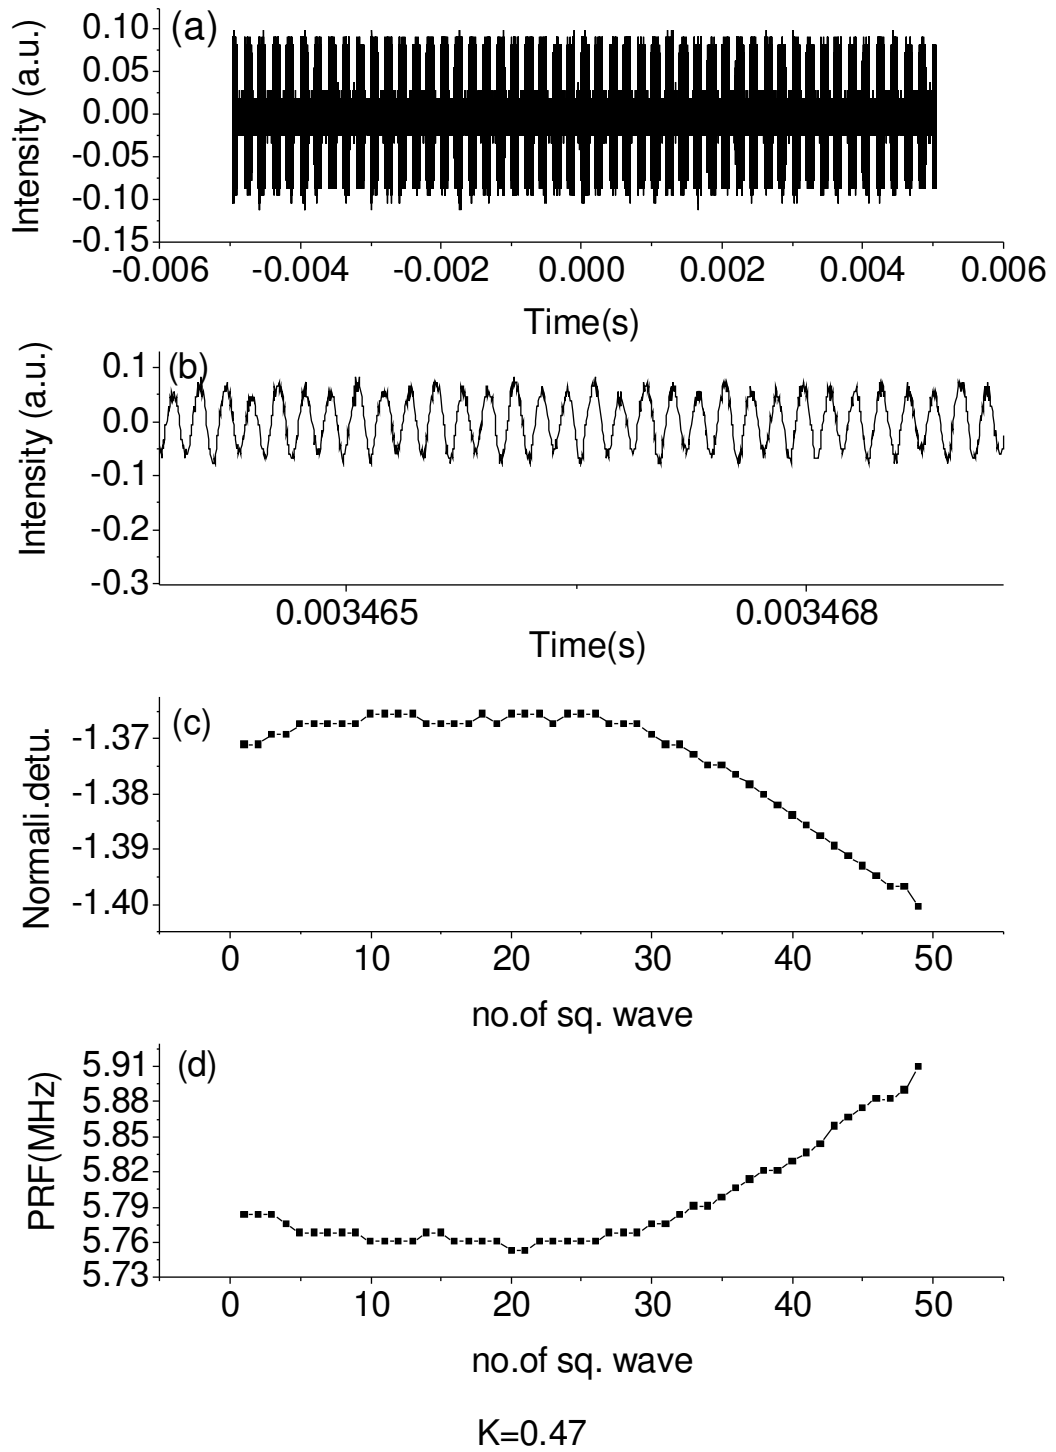 (a)
Intensity (a.u.)
0.10
0.05
0.00
-0.05
-0.10
-0.15
-0.006 -0.004 -0.002 0.000 0.002 0.004 0.006
Time(s)
(b)
Intensity (a.u.)
0.1
0.0
-0.1
-0.2
-0.3
0.003465 0.003468
Time(s)
(c)
Normali.detu.
-1.37
-1.38
-1.39
-1.40
0 10 20 30 40 50
no.of sq. wave
(d)
PRF(MHz)
5.91
5.88
5.85
5.82
5.79
5.76
5.73
0 10 20 30 40 50
no.of sq. wave
K=0.47